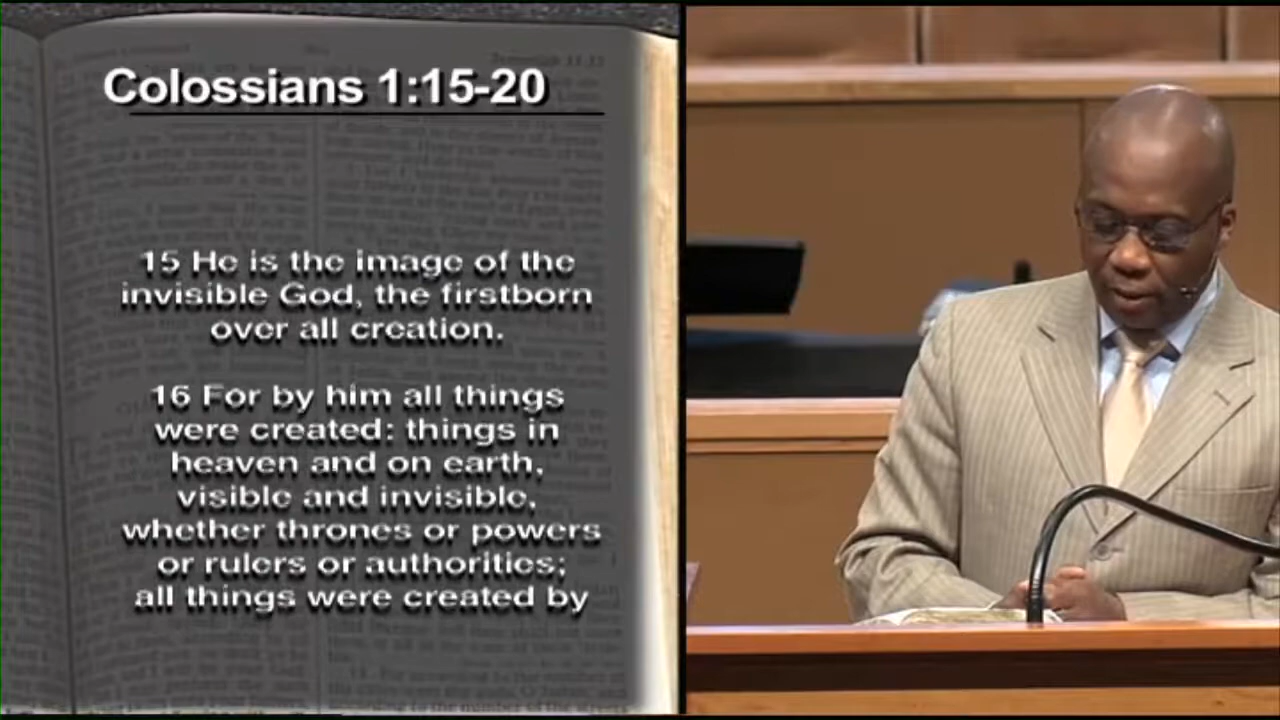 Colossians 1:15-20
15 He is the image of the
invisible God, the firstborn
over all creation.
16 For by him all things
were created: things in
heaven and on earth,
visible and invisible,
whether thrones or powers
or rulers or authorities;
all things were created by